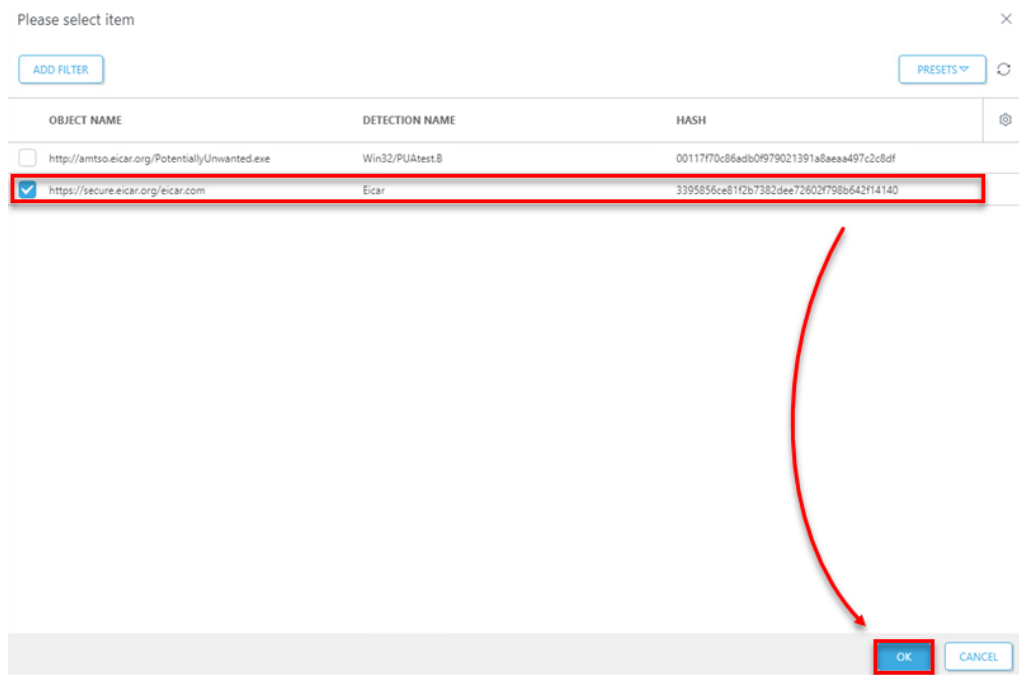 Please select item
ADD FILTER PRESETS
OBJECT NAME DETECTION NAME HASH
http://amtso.eicar.org/PotentiallyUnwanted.exe Win32/PUAtest.B 00117f70c86adb0f979021391a8aeaa497c2c8df
https://secure.eicar.org/eicar.com Eicar 3395856ce81f2b7382dee72602f798b642f14140
OK CANCEL